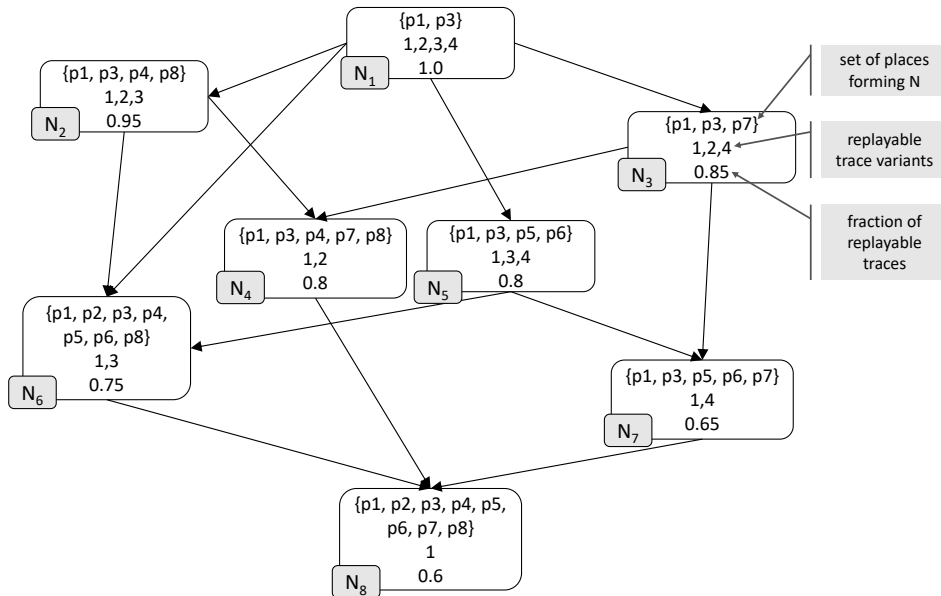 {p1, p3}
1,2,3,4
1.0
N1
{p1, p3, p4, p8}
1,2,3
0.95
N2
{p1, p3, p7}
1,2,4
0.85
N3
set of places
forming N
replayable
trace variants
fraction of
replayable
traces
{p1, p3, p4, p7, p8}
1,2
0.8
N4
{p1, p3, p5, p6}
1,3,4
0.8
N5
{p1, p2, p3, p4,
p5, p6, p8}
1,3
0.75
N6
{p1, p3, p5, p6, p7}
1,4
0.65
N7
{p1, p2, p3, p4, p5,
p6, p7, p8}
1
0.6
N8